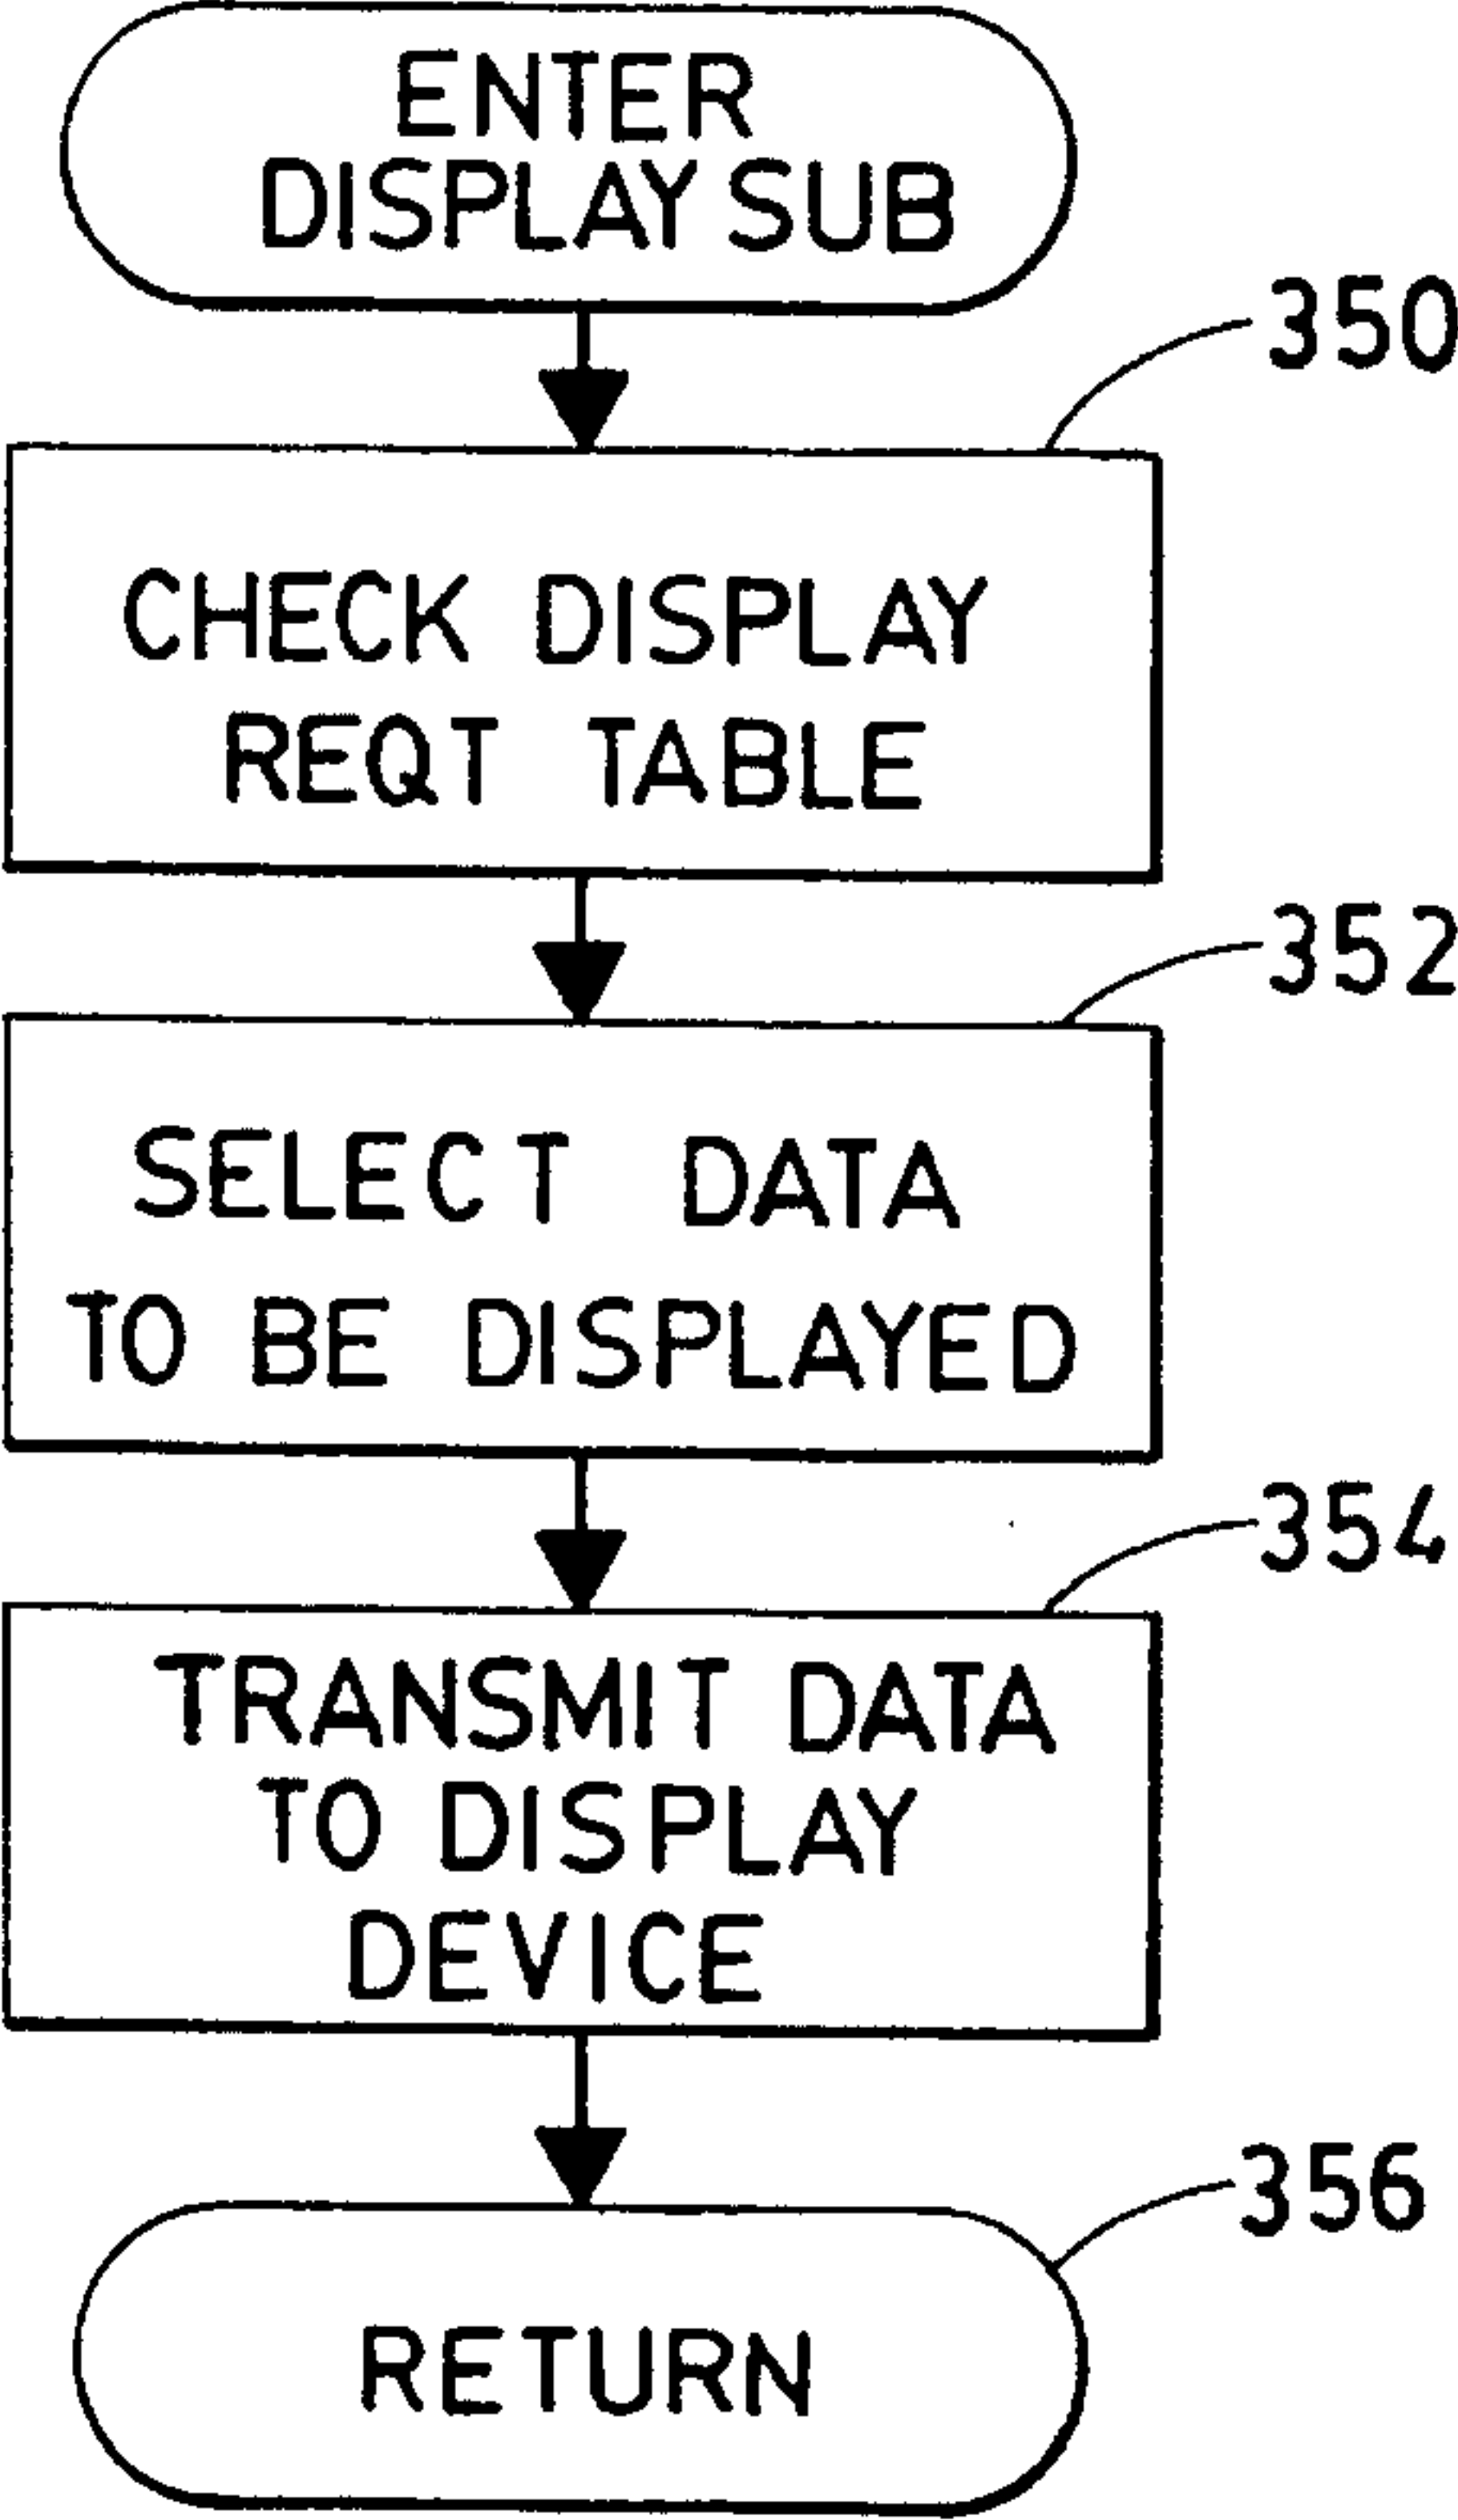 ENTER
DISPLAY SUB
350
CHECK DISPLAY
REQT TABLE
352
SELECT DATA
TO BE DISPLAYED
354
TRANSMIT DATA
TO DISPLAY
DEVICE
356
RETURN